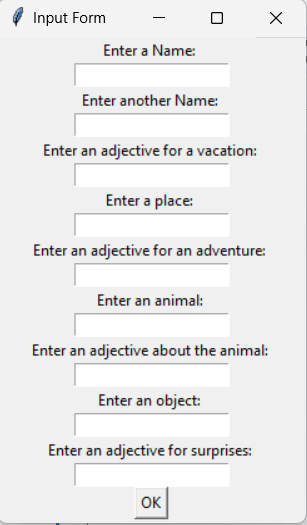 Input Form
Enter a Name:
Enter another Name:
Enter an adjective for a vacation:
Enter a place:
Enter an adjective for an adventure:
Enter an animal:
Enter an adjective about the animal:
Enter an object:
Enter an adjective for surprises:
OK